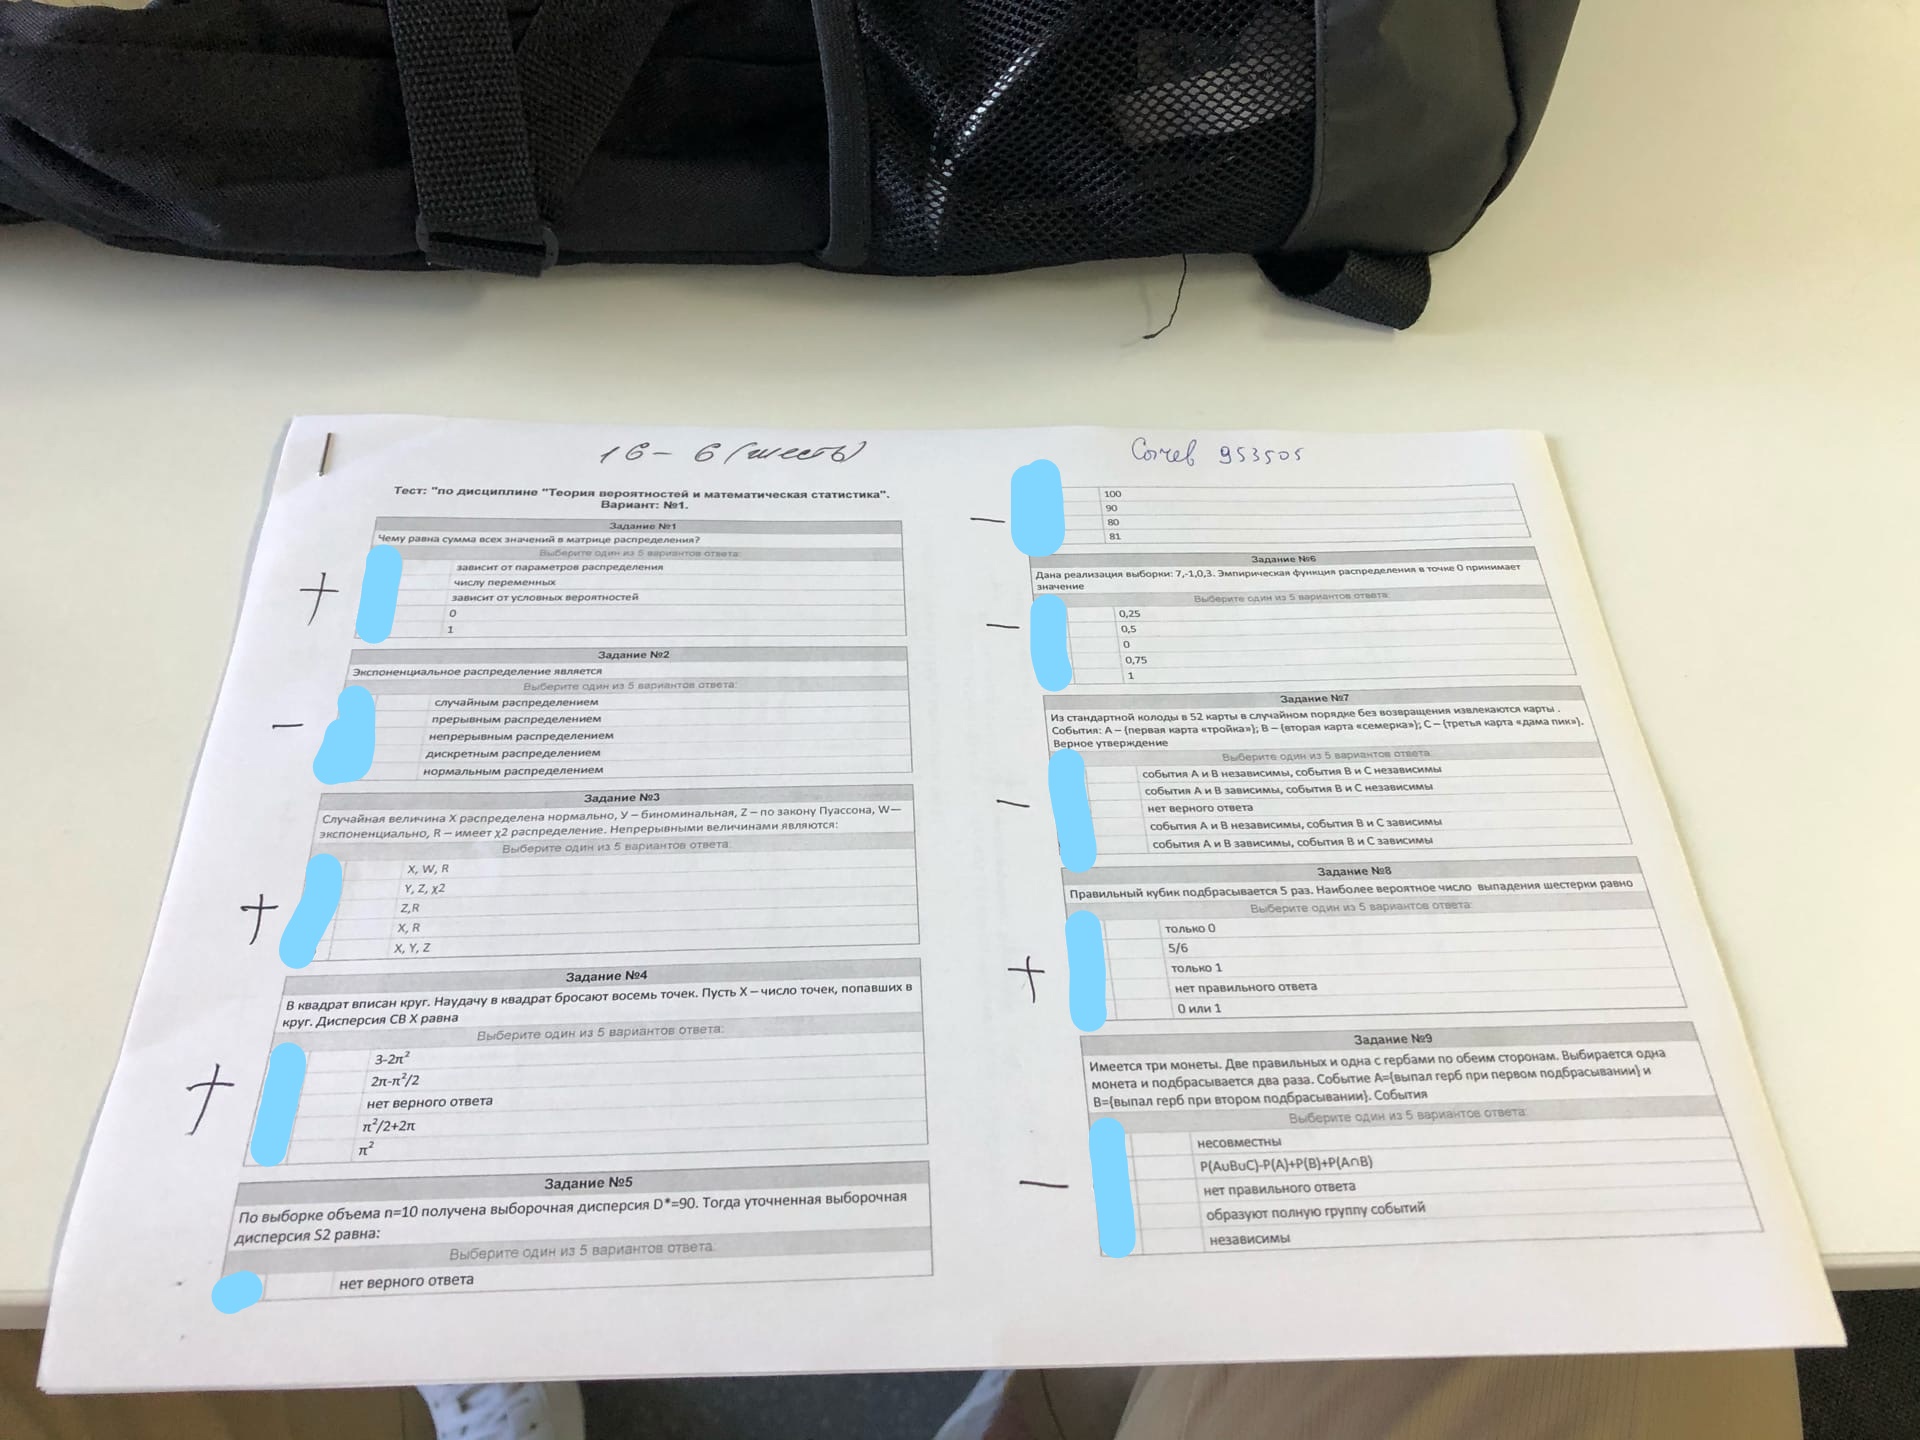 16 - 6 (шесть)
Сычев 953505
Тест: "по дисциплине "Теория вероятностей и математическая статистика".
Вариант: №1.
Задание №1
Чему равна сумма всех значений в матрице распределения?
Выберите один из 5 вариантов ответа:
+
зависит от параметров распределения
числу переменных
зависит от условных вероятностей
0
1
Задание №2
Экспоненциальное распределение является
Выберите один из 5 вариантов ответа:
−
случайным распределением
прерывным распределением
непрерывным распределением
дискретным распределением
нормальным распределением
Задание №3
Случайная величина X распределена нормально, У – биноминальная, Z – по закону Пуассона, W—
экспоненциально, R – имеет χ2 распределение. Непрерывными величинами являются:
Выберите один из 5 вариантов ответа:
X, W, R
Y, Z, χ2
+
Z,R
X, R
X, Y, Z
Задание №4
В квадрат вписан круг. Наудачу в квадрат бросают восемь точек. Пусть X – число точек, попавших в
круг. Дисперсия СВ X равна
Выберите один из 5 вариантов ответа:
3-2π²
2π-π²/2
+
нет верного ответа
π²/2+2π
π²
Задание №5
По выборке объема n=10 получена выборочная дисперсия D*=90. Тогда уточненная выборочная
дисперсия S2 равна:
Выберите один из 5 вариантов ответа:
нет верного ответа
100
90
−
80
81
Задание №6
Дана реализация выборки: 7,-1,0,3. Эмпирическая функция распределения в точке 0 принимает
значение
Выберите один из 5 вариантов ответа:
0,25
−
0,5
0
0,75
1
Задание №7
Из стандартной колоды в 52 карты в случайном порядке без возвращения извлекаются карты .
События: А – {первая карта «тройка»}; В – {вторая карта «семерка»}; С – {третья карта «дама пик»}.
Верное утверждение
Выберите один из 5 вариантов ответа:
события А и В независимы, события В и С независимы
события А и В зависимы, события В и С независимы
−
нет верного ответа
события А и В независимы, события В и С зависимы
события А и В зависимы, события В и С зависимы
Задание №8
Правильный кубик подбрасывается 5 раз. Наиболее вероятное число выпадения шестерки равно
Выберите один из 5 вариантов ответа:
только 0
5/6
+
только 1
нет правильного ответа
0 или 1
Задание №9
Имеется три монеты. Две правильных и одна с гербами по обеим сторонам. Выбирается одна
монета и подбрасывается два раза. Событие А={выпал герб при первом подбрасывании} и
В={выпал герб при втором подбрасывании}. События
Выберите один из 5 вариантов ответа:
несовместны
P(A∪B∪C)-P(A)+P(B)+P(A∩B)
−
нет правильного ответа
образуют полную группу событий
независимы